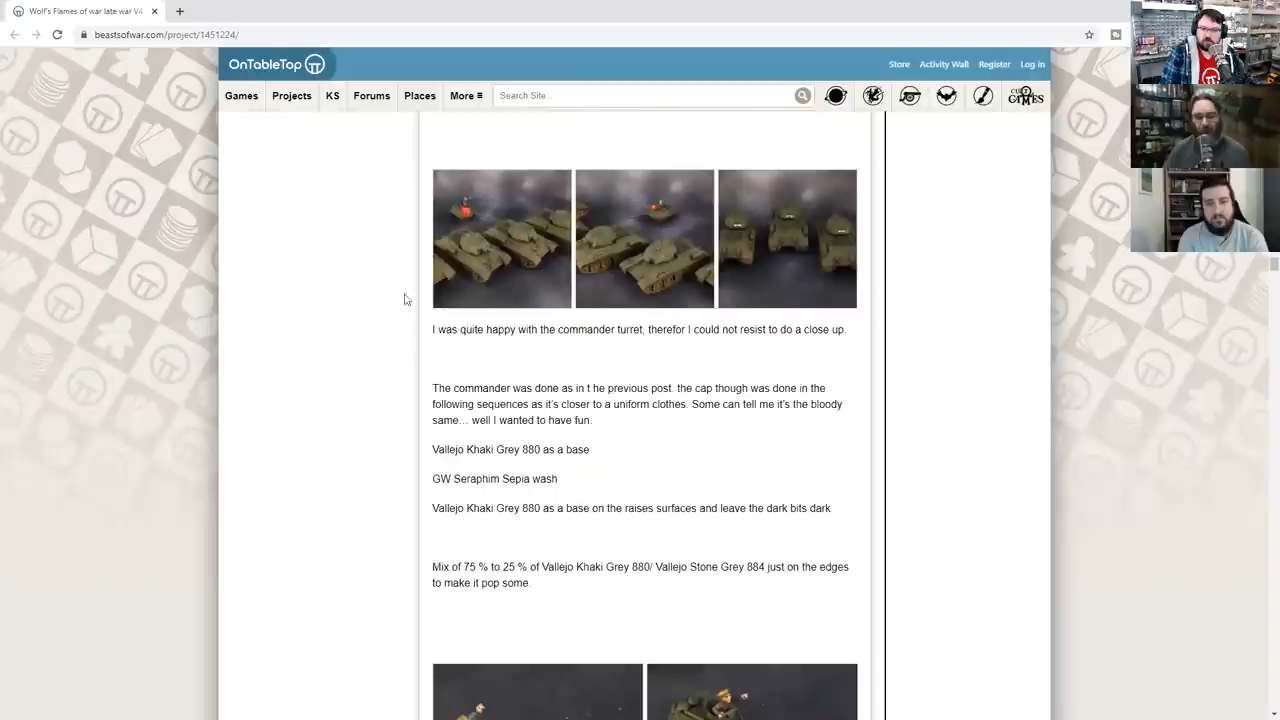 Wolf's Flames of war late war V4
beastsofwar.com/project/1451224/
OnTableTop
Store Activity Wall Register Log in
Games Projects KS Forums Places More Search Site... GAMES
I was quite happy with the commander turret, therefor I could not resist to do a close up.
The commander was done as in t he previous post. the cap though was done in the
following sequences as it's closer to a uniform clothes. Some can tell me it's the bloody
same… well I wanted to have fun.
Vallejo Khaki Grey 880 as a base
GW Seraphim Sepia wash
Vallejo Khaki Grey 880 as a base on the raises surfaces and leave the dark bits dark
Mix of 75 % to 25 % of Vallejo Khaki Grey 880/ Vallejo Stone Grey 884 just on the edges
to make it pop some.